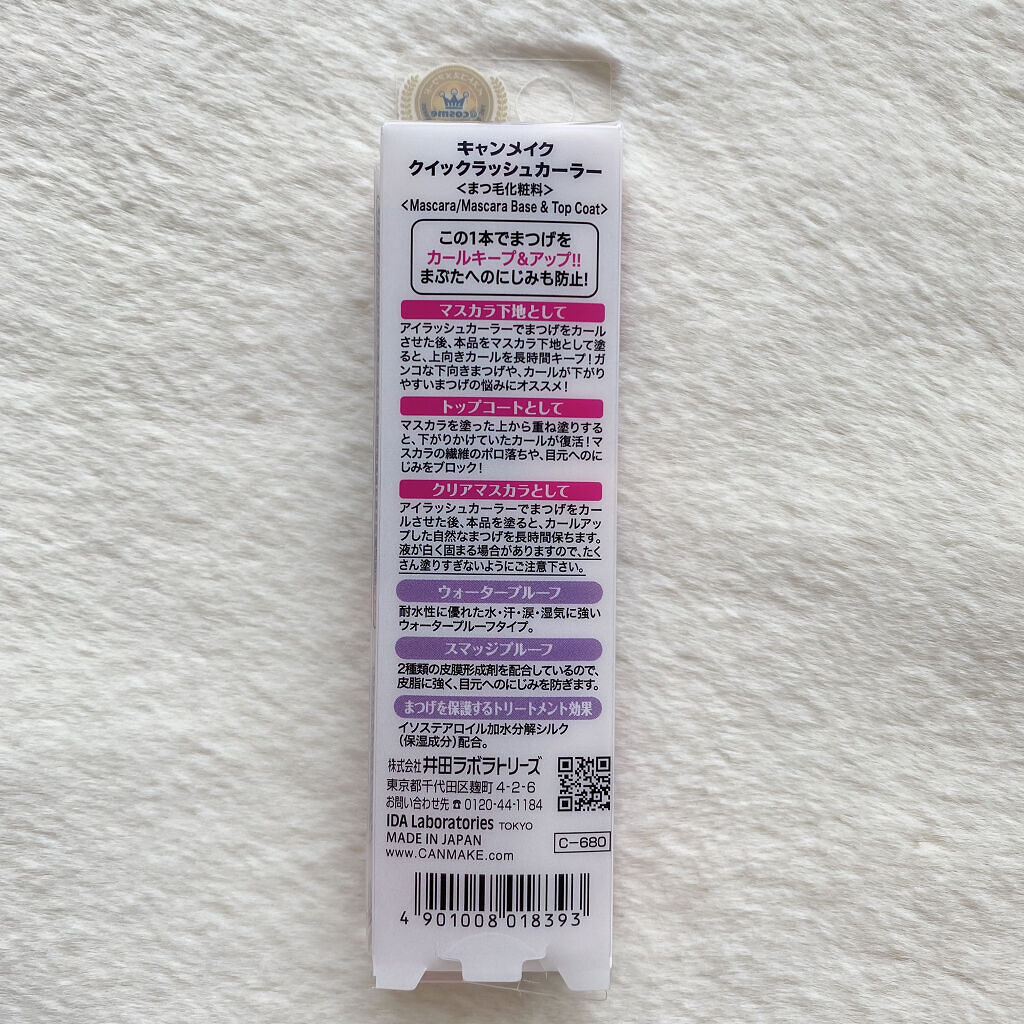 キャンメイク
クイックラッシュカーラー
<まつ毛化粧料>
<Mascara/Mascara Base & Top Coat>
この1本でまつげを
カールキープ&アップ!!
まぶたへのにじみも防止!
マスカラ下地として
アイラッシュカーラーでまつげをカール
させた後、本品をマスカラ下地として塗
ると、上向きカールを長時間キープ!ガ
ンコな下向きまつげや、カールが下がり
やすいまつげの悩みにオススメ!
トップコートとして
マスカラを塗った上から重ね塗りする
と、下がりかけていたカールが復活!マ
スカラの繊維のポロ落ちや、目元へのに
じみをブロック!
クリアマスカラとして
アイラッシュカーラーでまつげをカー
ルさせた後、本品を塗ると、カールアッ
プした自然なまつげを長時間保ちます。
液が白く固まる場合がありますので、たく
さん塗りすぎないようにご注意下さい。
ウォータープルーフ
耐水性に優れた水・汗・涙・湿気に強い
ウォータープルーフタイプ。
スマッジプルーフ
2種類の皮膜形成剤を配合しているので、
皮脂に強く、目元へのにじみを防ぎます。
まつげを保護するトリートメント効果
イソステアロイル加水分解シルク
(保湿成分)配合。
株式会社 井田ラボラトリーズ
東京都千代田区麹町4-2-6
お問い合わせ先☎0120-44-1184
IDA Laboratories TOKYO
MADE IN JAPAN
www.CANMAKE.com
C-680
4 901008 018393